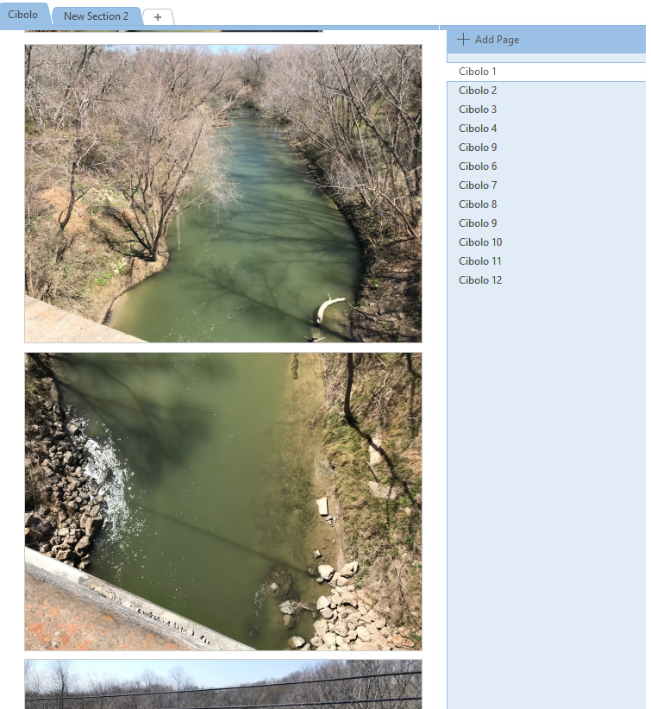 Cibolo
New Section 2
+
Add Page
Cibolo 1
Cibolo 2
Cibolo 3
Cibolo 4
Cibolo 9
Cibolo 6
Cibolo 7
Cibolo 8
Cibolo 9
Cibolo 10
Cibolo 11
Cibolo 12